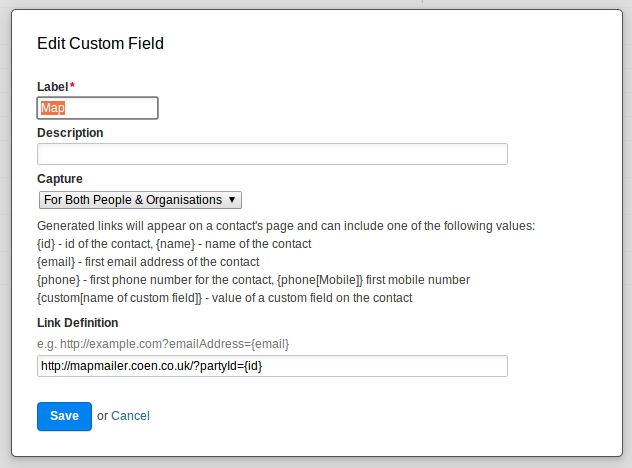 Edit Custom Field
Label*
Map
Description
Capture
For Both People & Organisations ▼
Generated links will appear on a contact's page and can include one of the following values:
{id} - id of the contact, {name} - name of the contact
{email} - first email address of the contact
{phone} - first phone number for the contact, {phone[Mobile]} first mobile number
{custom[name of custom field]} - value of a custom field on the contact
Link Definition
e.g. http://example.com?emailAddress={email}
http://mapmailer.coen.co.uk/?partyId={id}
Save or Cancel